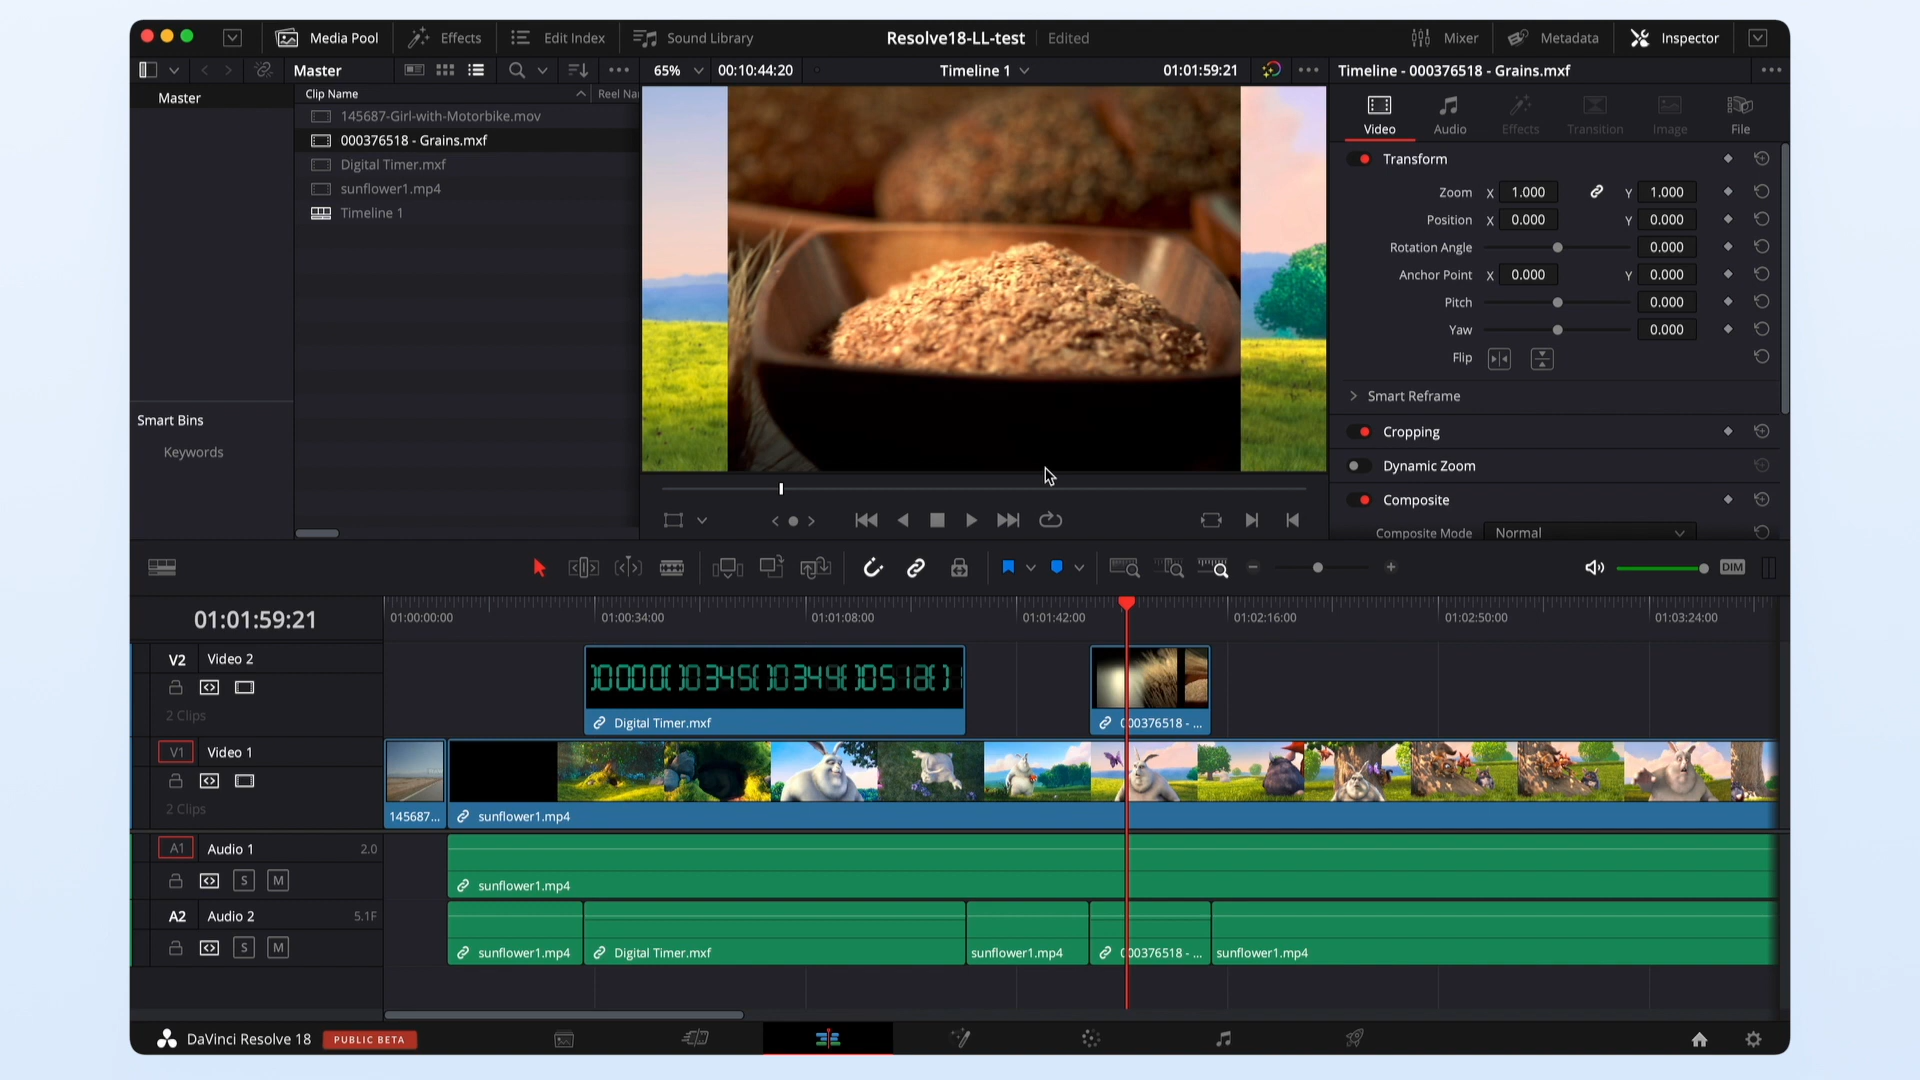 Media Pool
Effects
Edit Index
Sound Library
Resolve18-LL-test
Edited
Mixer
Metadata
Inspector
Master
65%
00:10:44:20
Timeline 1
01:01:59:21
Timeline - 000376518 - Grains.mxf
Master
Clip Name
Reel Na
145687-Girl-with-Motorbike.mov
000376518 - Grains.mxf
Digital Timer.mxf
sunflower1.mp4
Timeline 1
Smart Bins
Keywords
Video
Audio
Effects
Transition
Image
File
Transform
Zoom X 1.000 Y 1.000
Position X 0.000 Y 0.000
Rotation Angle 0.000
Anchor Point X 0.000 Y 0.000
Pitch 0.000
Yaw 0.000
Flip
Smart Reframe
Cropping
Dynamic Zoom
Composite
Composite Mode Normal
DIM
01:01:59:21
01:00:00:00
01:00:34:00
01:01:08:00
01:01:42:00
01:02:16:00
01:02:50:00
01:03:24:00
V2 Video 2
2 Clips
Digital Timer.mxf
000376518 - ...
V1 Video 1
2 Clips
145687...
sunflower1.mp4
A1 Audio 1 2.0
S M
sunflower1.mp4
A2 Audio 2 5.1F
S M
sunflower1.mp4
Digital Timer.mxf
sunflower1.mp4
000376518 - ...
sunflower1.mp4
DaVinci Resolve 18
PUBLIC BETA